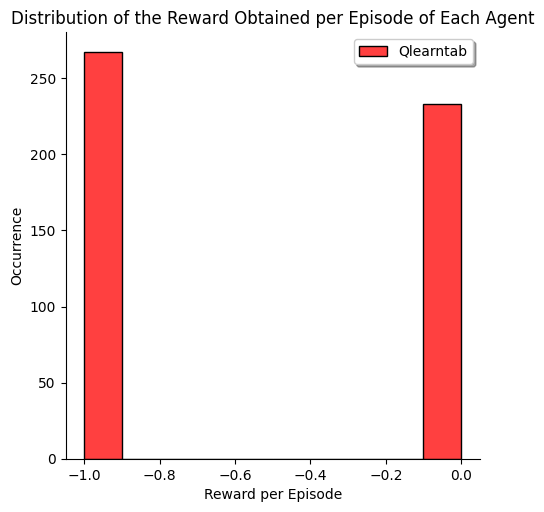 Distribution of the Reward Obtained per Episode of Each Agent
Qlearntab
250
200
150
100
50
0
Occurrence
−1.0 −0.8 −0.6 −0.4 −0.2 0.0
Reward per Episode